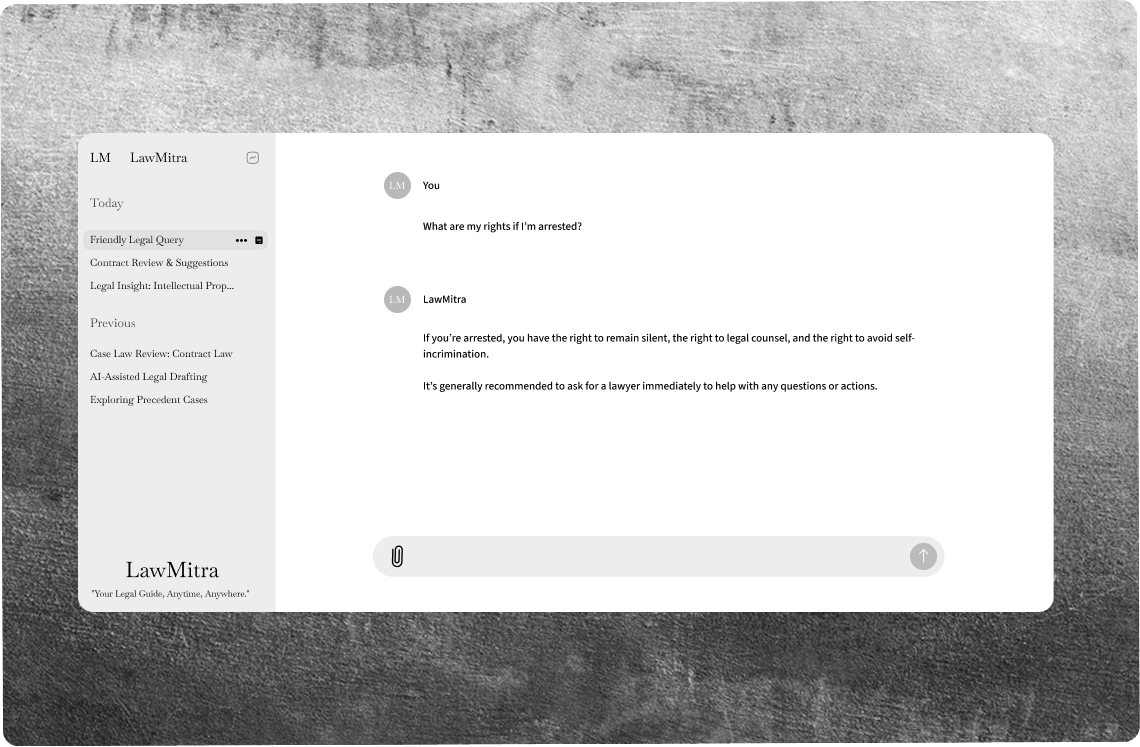 LM LawMitra
Today
Friendly Legal Query
Contract Review & Suggestions
Legal Insight: Intellectual Prop...
Previous
Case Law Review: Contract Law
AI-Assisted Legal Drafting
Exploring Precedent Cases
LawMitra
"Your Legal Guide, Anytime, Anywhere."
LM You
What are my rights if I’m arrested?
LM LawMitra
If you’re arrested, you have the right to remain silent, the right to legal counsel, and the right to avoid self-
incrimination.
It’s generally recommended to ask for a lawyer immediately to help with any questions or actions.